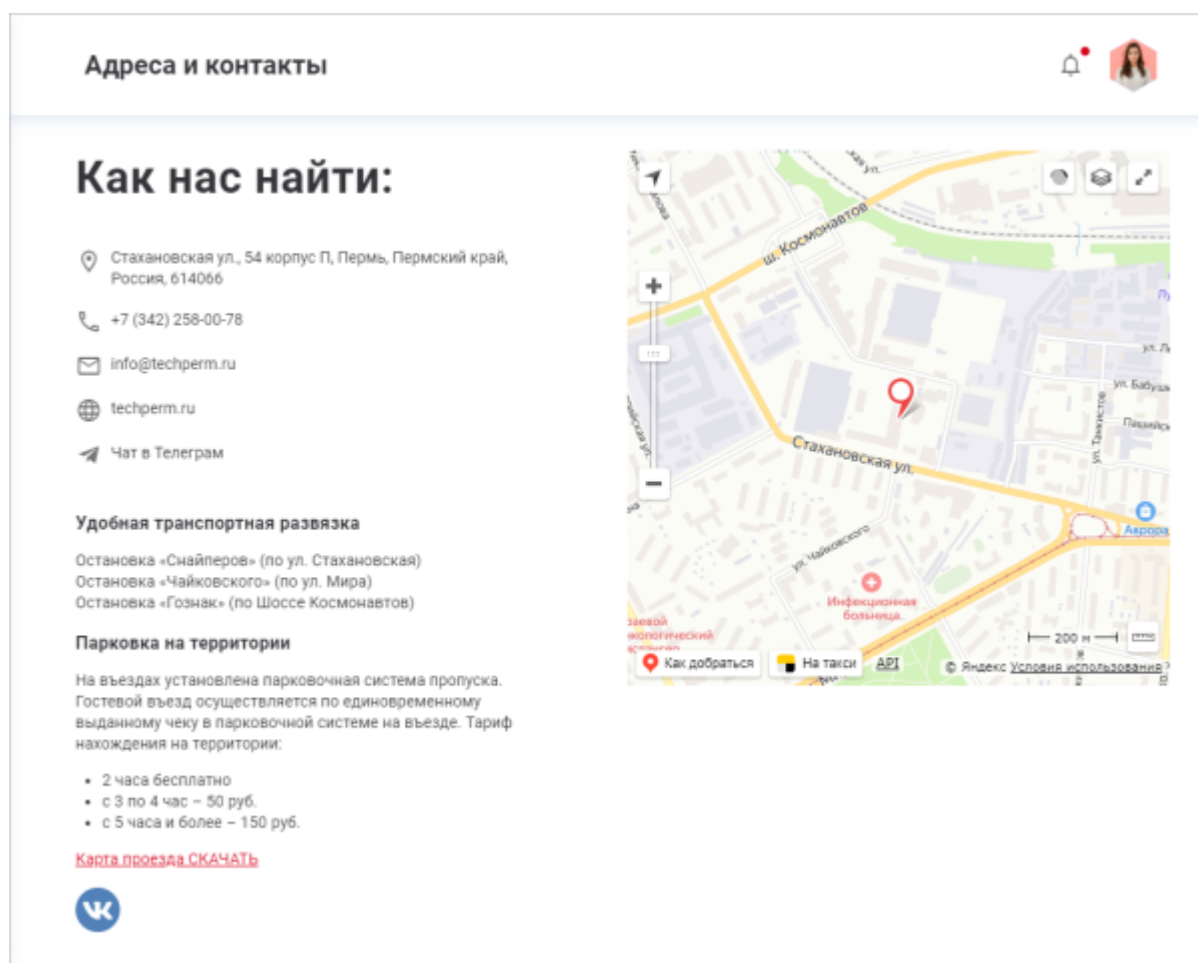 Адреса и контакты
Как нас найти:
Стахановская ул., 54 корпус П, Пермь, Пермский край,
Россия, 614066
+7 (342) 258-00-78
info@techperm.ru
techperm.ru
Чат в Телеграм
Удобная транспортная развязка
Остановка «Снайперов» (по ул. Стахановская)
Остановка «Чайковского» (по ул. Мира)
Остановка «Гознак» (по Шоссе Космонавтов)
Парковка на территории
На въездах установлена парковочная система пропуска.
Гостевой въезд осуществляется по единовременному
выданному чеку в парковочной системе на въезде. Тариф
нахождения на территории:
• 2 часа бесплатно
• с 3 по 4 час – 50 руб.
• с 5 часа и более – 150 руб.
Карта проезда СКАЧАТЬ
ш. Космонавтов
ул. Бабуш
ул. Танкистов
Стахановская ул.
Аврора
ул. Чайковского
Инфекционная
больница
200 м
Как добраться
На такси
API
© Яндекс Условия использования